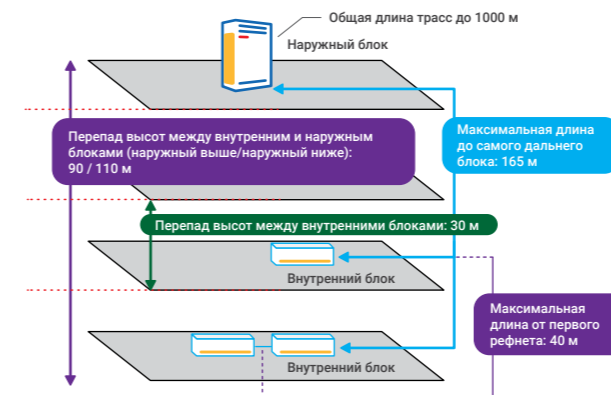 Общая длина трасс до 1000 м
Наружный блок
Перепад высот между внутренним и наружным
блоками (наружный выше/наружный ниже):
90 / 110 м
Максимальная длина
до самого дальнего
блока: 165 м
Перепад высот между внутренними блоками: 30 м
Внутренний блок
Максимальная
длина от первого
рефнета: 40 м
Внутренний блок